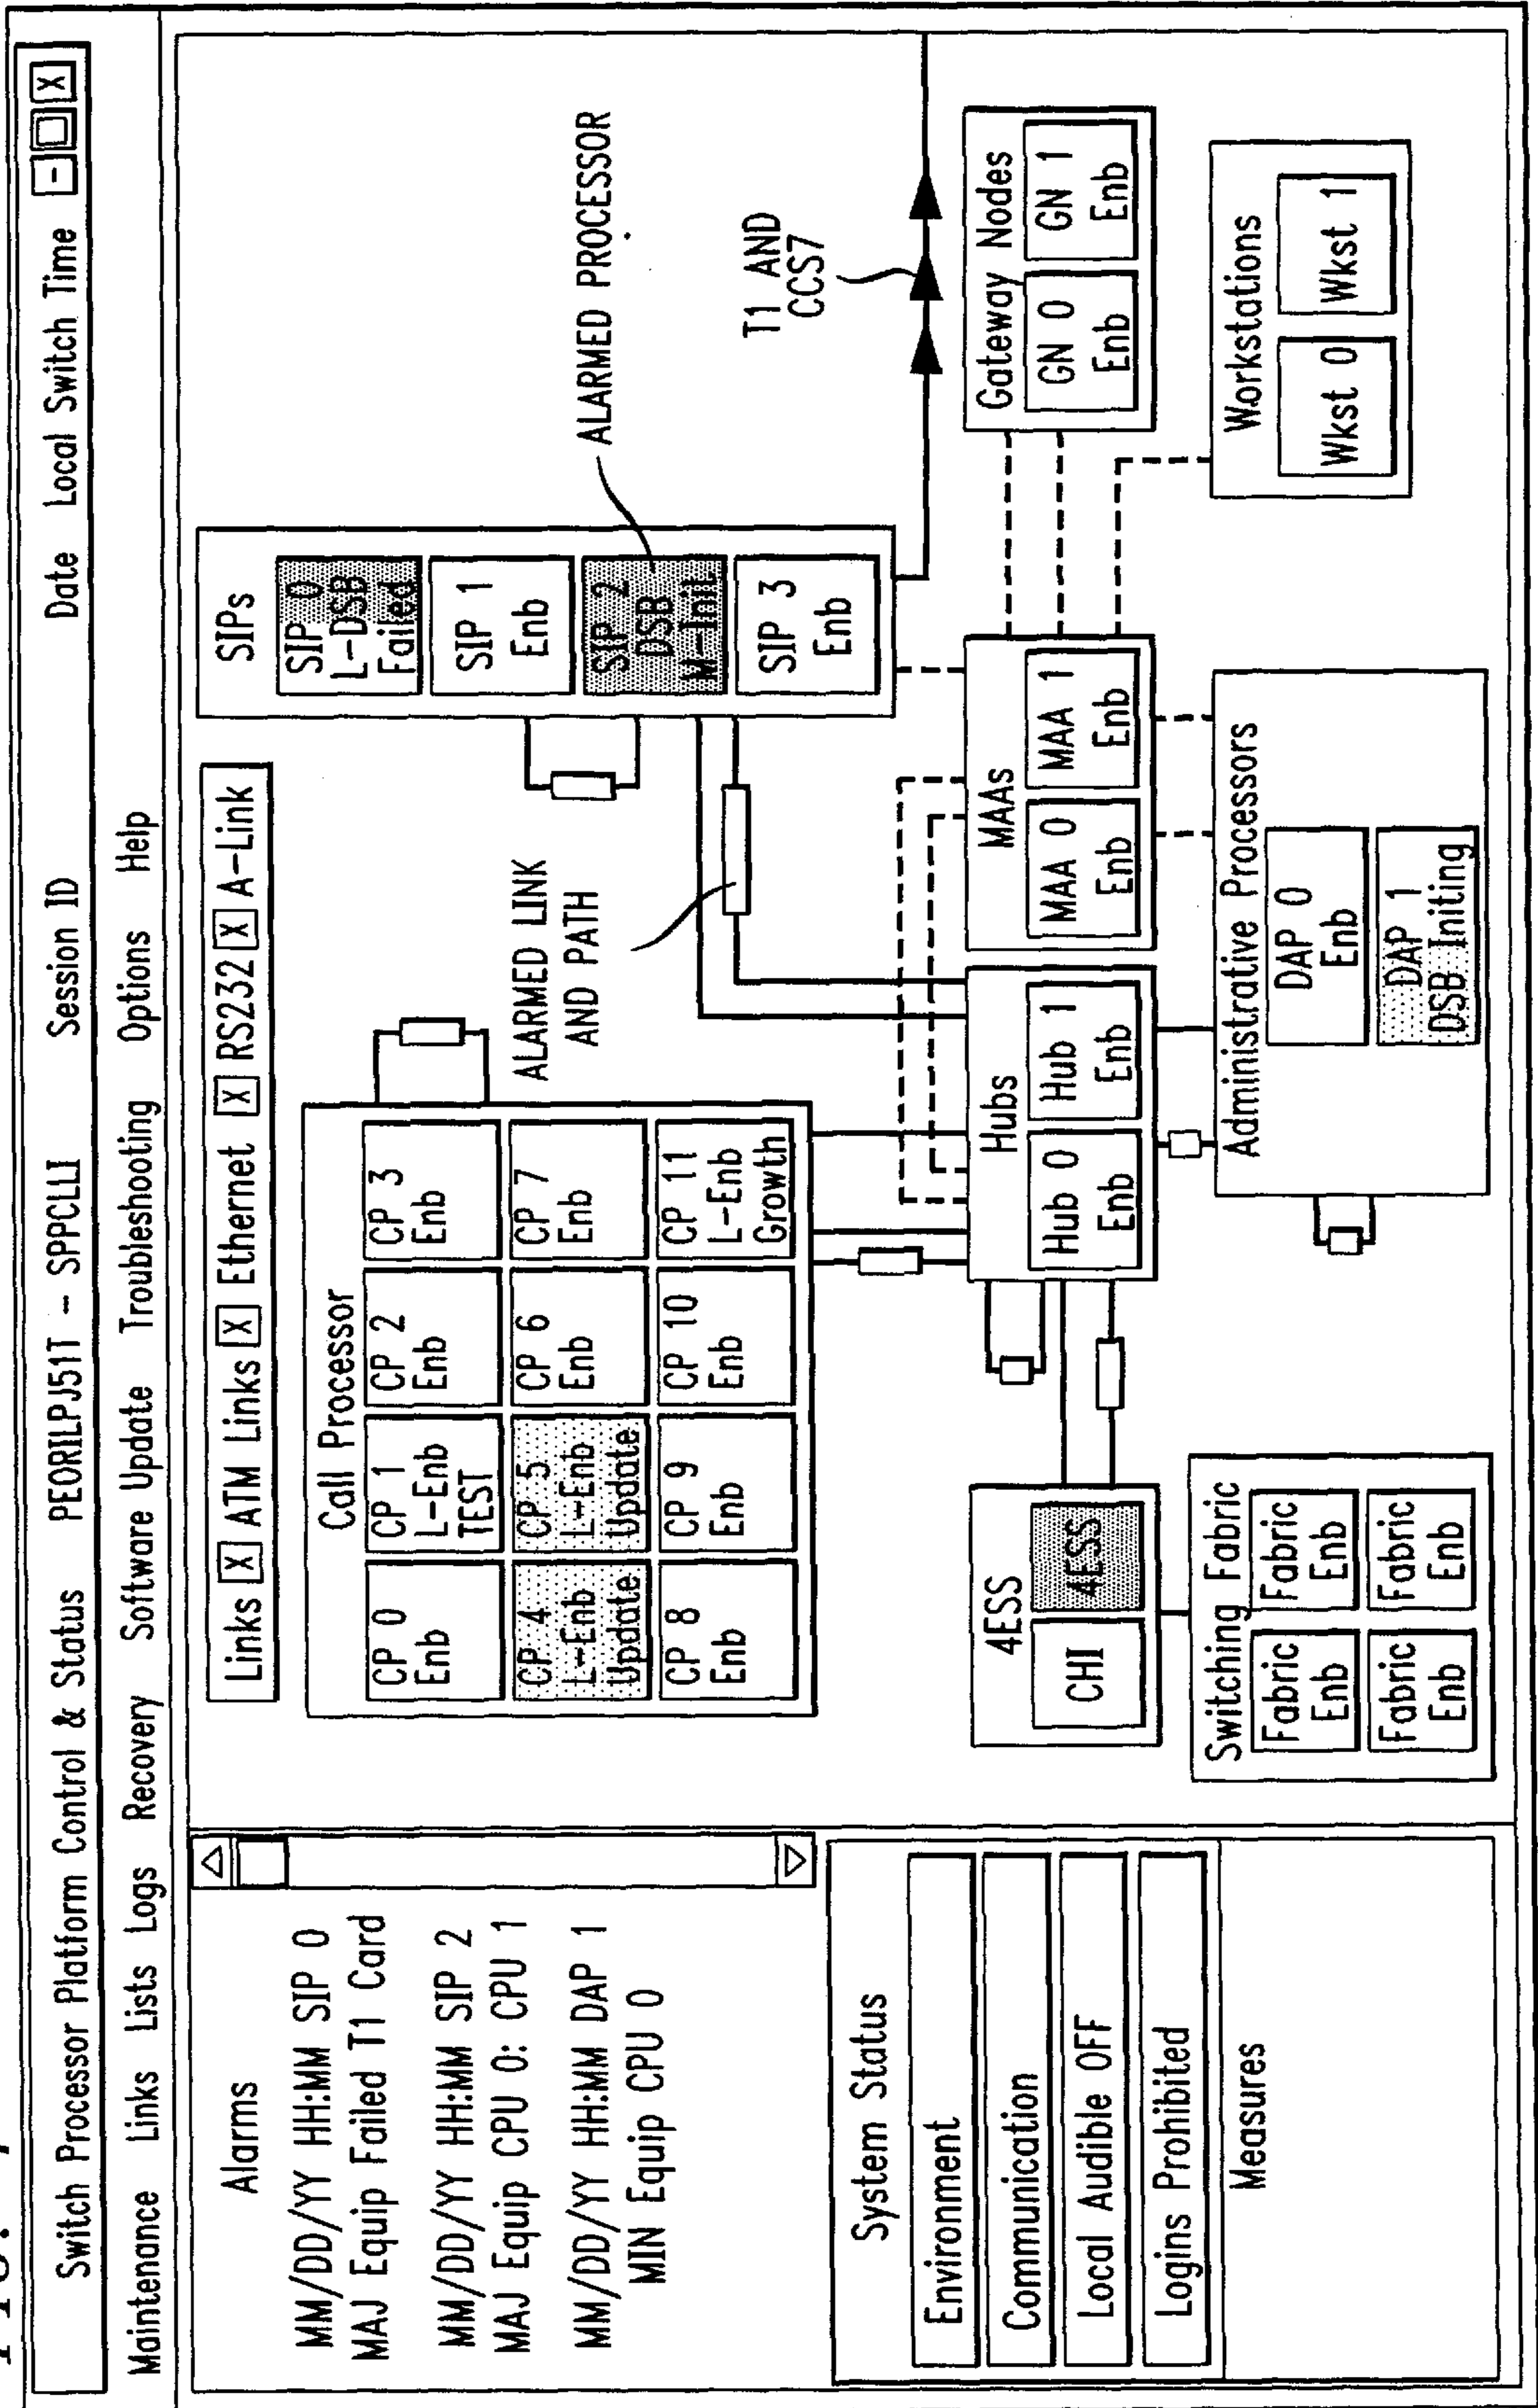 Switch Processor Platform Control & Status PEORILPJ51T - SPPCLLI Session ID Date Local Switch Time - X
Maintenance Links Lists Logs Recovery Software Update Troubleshooting Options Help
Alarms
MM/DD/YY HH:MM SIP 0
MAJ Equip Failed T1 Card
MM/DD/YY HH:MM SIP 2
MAJ Equip CPU 0: CPU 1
MM/DD/YY HH:MM DAP 1
MIN Equip CPU 0
System Status
Environment
Communication
Local Audible OFF
Logins Prohibited
Measures
Links X ATM Links X Ethernet X RS232 X A-Link
Call Processor
CP 0
Enb
CP 1
L-Enb
TEST
CP 2
Enb
CP 3
Enb
CP 4
L-Enb
Update
CP 5
L-Enb
Update
CP 6
Enb
CP 7
Enb
CP 8
Enb
CP 9
Enb
CP 10
Enb
CP 11
L-Enb
Growth
ALARMED LINK
AND PATH
SIPs
SIP 0
L-DSB
Failed
SIP 1
Enb
SIP 2
DSB
M-Init
SIP 3
Enb
ALARMED PROCESSOR
T1 AND
CCS7
4ESS
CHI
4ESS
Switching Fabric
Fabric
Enb
Fabric
Enb
Fabric
Enb
Fabric
Enb
Hubs
Hub 0
Enb
Hub 1
Enb
MAAs
MAA 0
Enb
MAA 1
Enb
Gateway Nodes
GN 0
Enb
GN 1
Enb
Administrative Processors
DAP 0
Enb
DAP 1
DSB Initing
Workstations
Wkst 0
Wkst 1